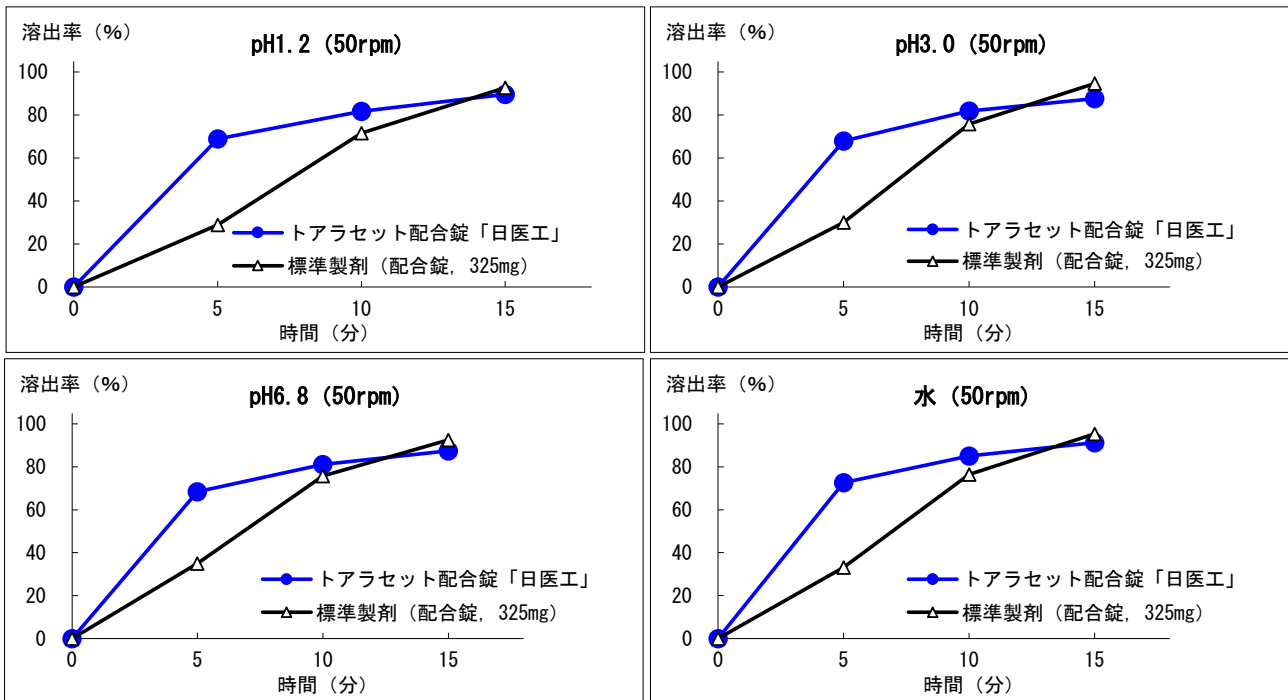 溶出率（%）
pH1.2 (50rpm)
100
80
60
40
20
0
トアラセット配合錠「日医工」
標準製剤（配合錠, 325mg）
0 5 10 15
時間（分）
溶出率（%）
pH3.0 (50rpm)
100
80
60
40
20
0
トアラセット配合錠「日医工」
標準製剤（配合錠, 325mg）
0 5 10 15
時間（分）
溶出率（%）
pH6.8 (50rpm)
100
80
60
40
20
0
トアラセット配合錠「日医工」
標準製剤（配合錠, 325mg）
0 5 10 15
時間（分）
溶出率（%）
水 (50rpm)
100
80
60
40
20
0
トアラセット配合錠「日医工」
標準製剤（配合錠, 325mg）
0 5 10 15
時間（分）